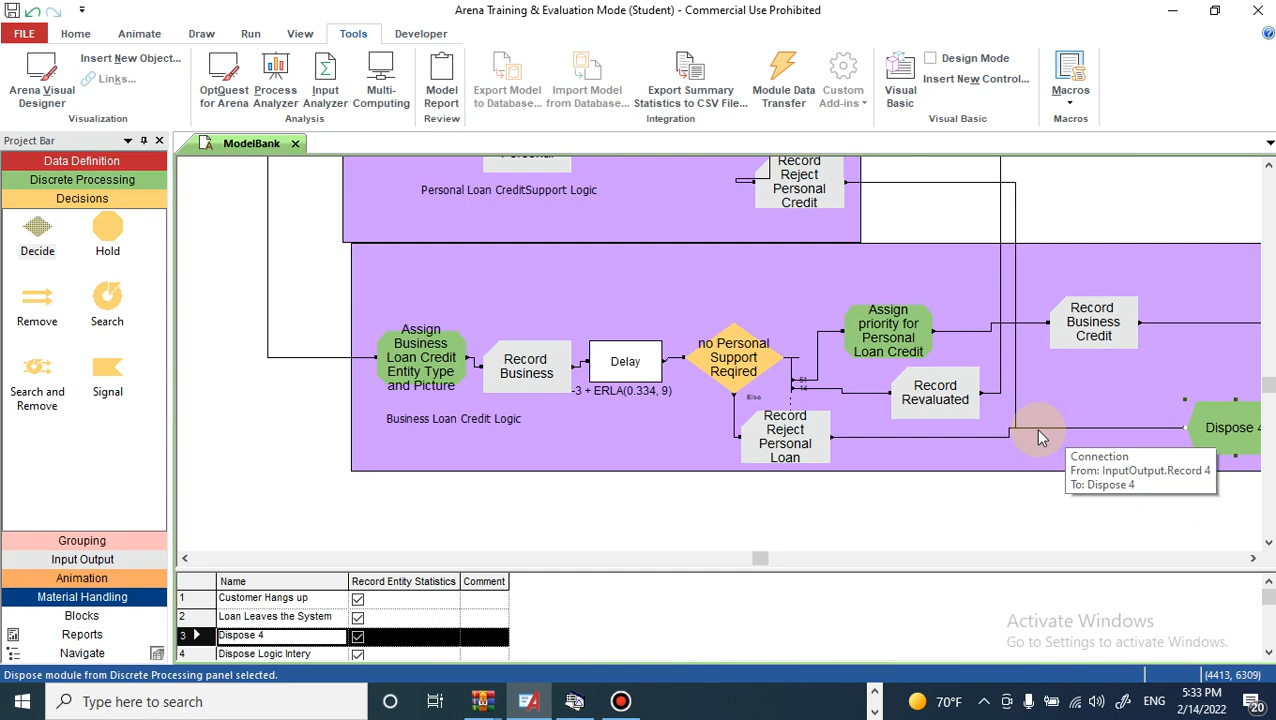 Arena Training & Evaluation Mode (Student) - Commercial Use Prohibited
FILE Home Animate Draw Run View Tools Developer
Arena Visual Designer
Insert New Object...
Links...
Visualization
OptQuest for Arena
Process Analyzer
Input Analyzer
Multi-Computing
Analysis
Model Report
Review
Export Model to Database...
Import Model from Database...
Export Summary Statistics to CSV File...
Module Data Transfer
Custom Add-ins
Integration
Visual Basic
Design Mode
Insert New Control...
Visual Basic
Macros
Macros
Project Bar
ModelBank
Data Definition
Discrete Processing
Decisions
Decide
Hold
Remove
Search
Search and Remove
Signal
Grouping
Input Output
Animation
Material Handling
Blocks
Reports
Navigate
Personal
Personal Loan CreditSupport Logic
Record
Reject
Personal
Credit
Assign
Business
Loan Credit
Entity Type
and Picture
Record
Business
Delay
-3 + ERLA(0.334, 9)
no Personal
Support
Reqired
Else
51
14
Assign
priority for
Personal
Loan Credit
Record
Business
Credit
Record
Revaluated
Record
Reject
Personal
Loan
Business Loan Credit Logic
Dispose 4
Connection
From: InputOutput.Record 4
To: Dispose 4
Name Record Entity Statistics Comment
1 Customer Hangs up
2 Loan Leaves the System
3 Dispose 4
4 Dispose Logic Intery
Activate Windows
Go to Settings to activate Windows.
Dispose module from Discrete Processing panel selected.
(4413, 6309)
Type here to search
70°F
ENG
5:33 PM
2/14/2022
20